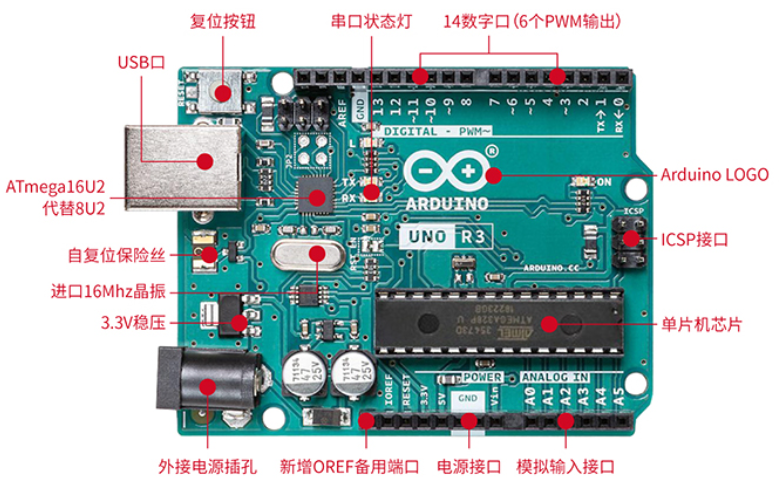 复位按钮
串口状态灯
14数字口（6个PWM输出）
USB口
ATmega16U2
代替8U2
自复位保险丝
进口16Mhz晶振
3.3V稳压
外接电源插孔
新增OREF备用端口
电源接口
模拟输入接口
Arduino LOGO
ICSP接口
单片机芯片
RESET
AREF
GND
13
12
~11
~10
~9
8
7
~6
~5
4
~3
2
TX→1
RX←0
DIGITAL - PWM~
JP2
L
TX
RX
ON
ICSP
ARDUINO
UNO R3
RST EN
ARDUINO.CC
ATMEL
ATMEGA328P
71134
47
25V
71134
47
25V
POWER
ANALOG IN
IOREF
RESET
3.3V
5V
GND
Vin
A0
A1
A2
A3
A4
A5